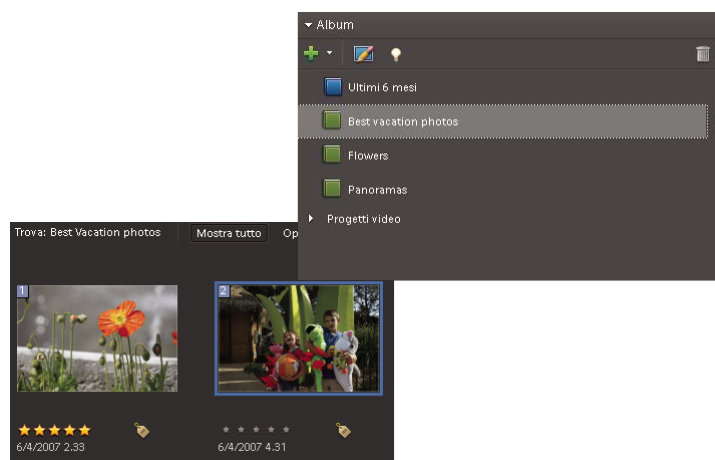 Album
Ultimi 6 mesi
Best vacation photos
Flowers
Panoramas
Progetti video
Trova: Best Vacation photos Mostra tutto Op
1 2
6/4/2007 2.33 6/4/2007 4.31